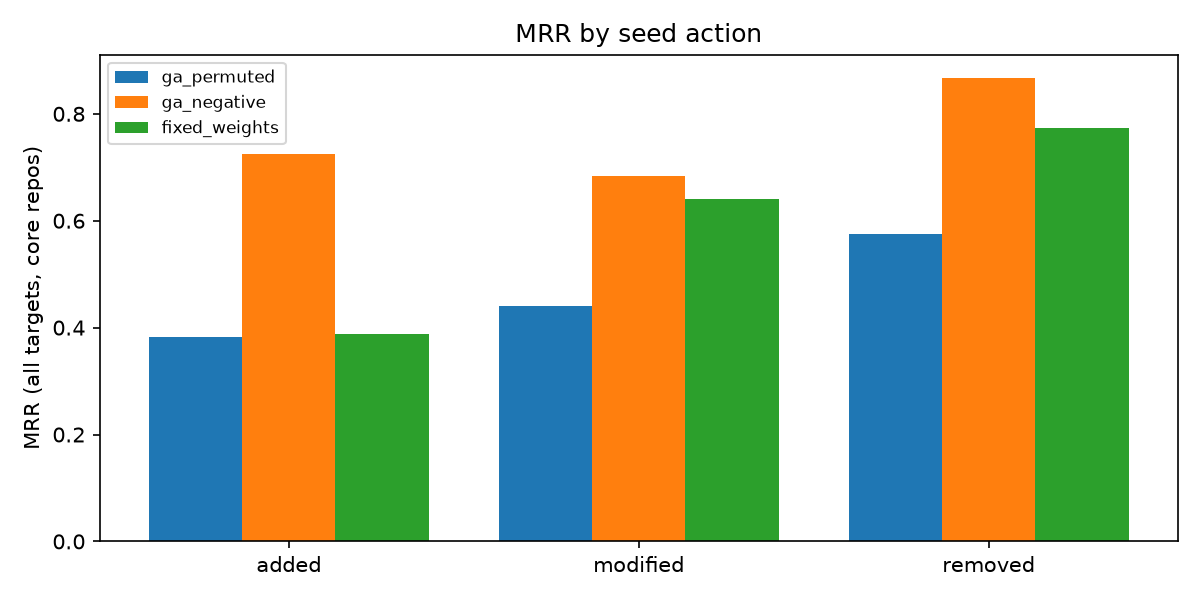 MRR by seed action
ga_permuted
ga_negative
fixed_weights
MRR (all targets, core repos)
0.8
0.6
0.4
0.2
0.0
added
modified
removed